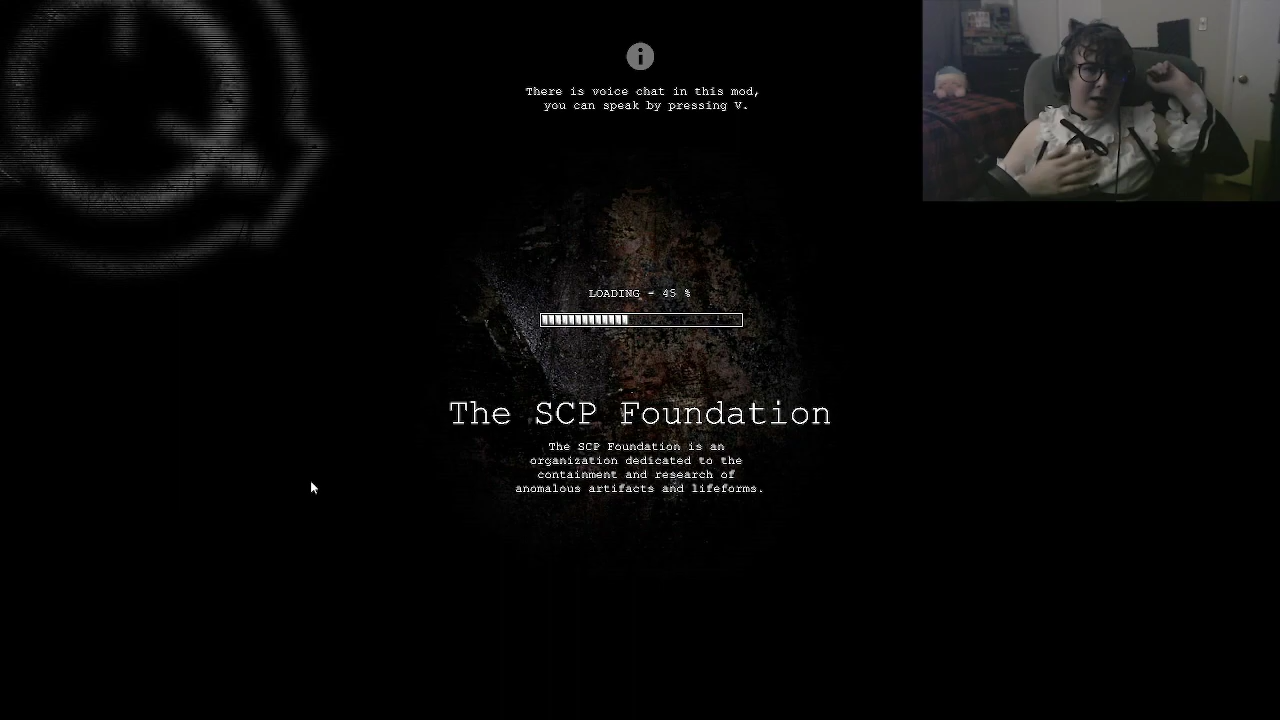 There is voice chat in this mod,
you can speak by pressing V.
LOADING - 45 %
The SCP Foundation
The SCP Foundation is an
organization dedicated to the
containment and research of
anomalous artifacts and lifeforms.